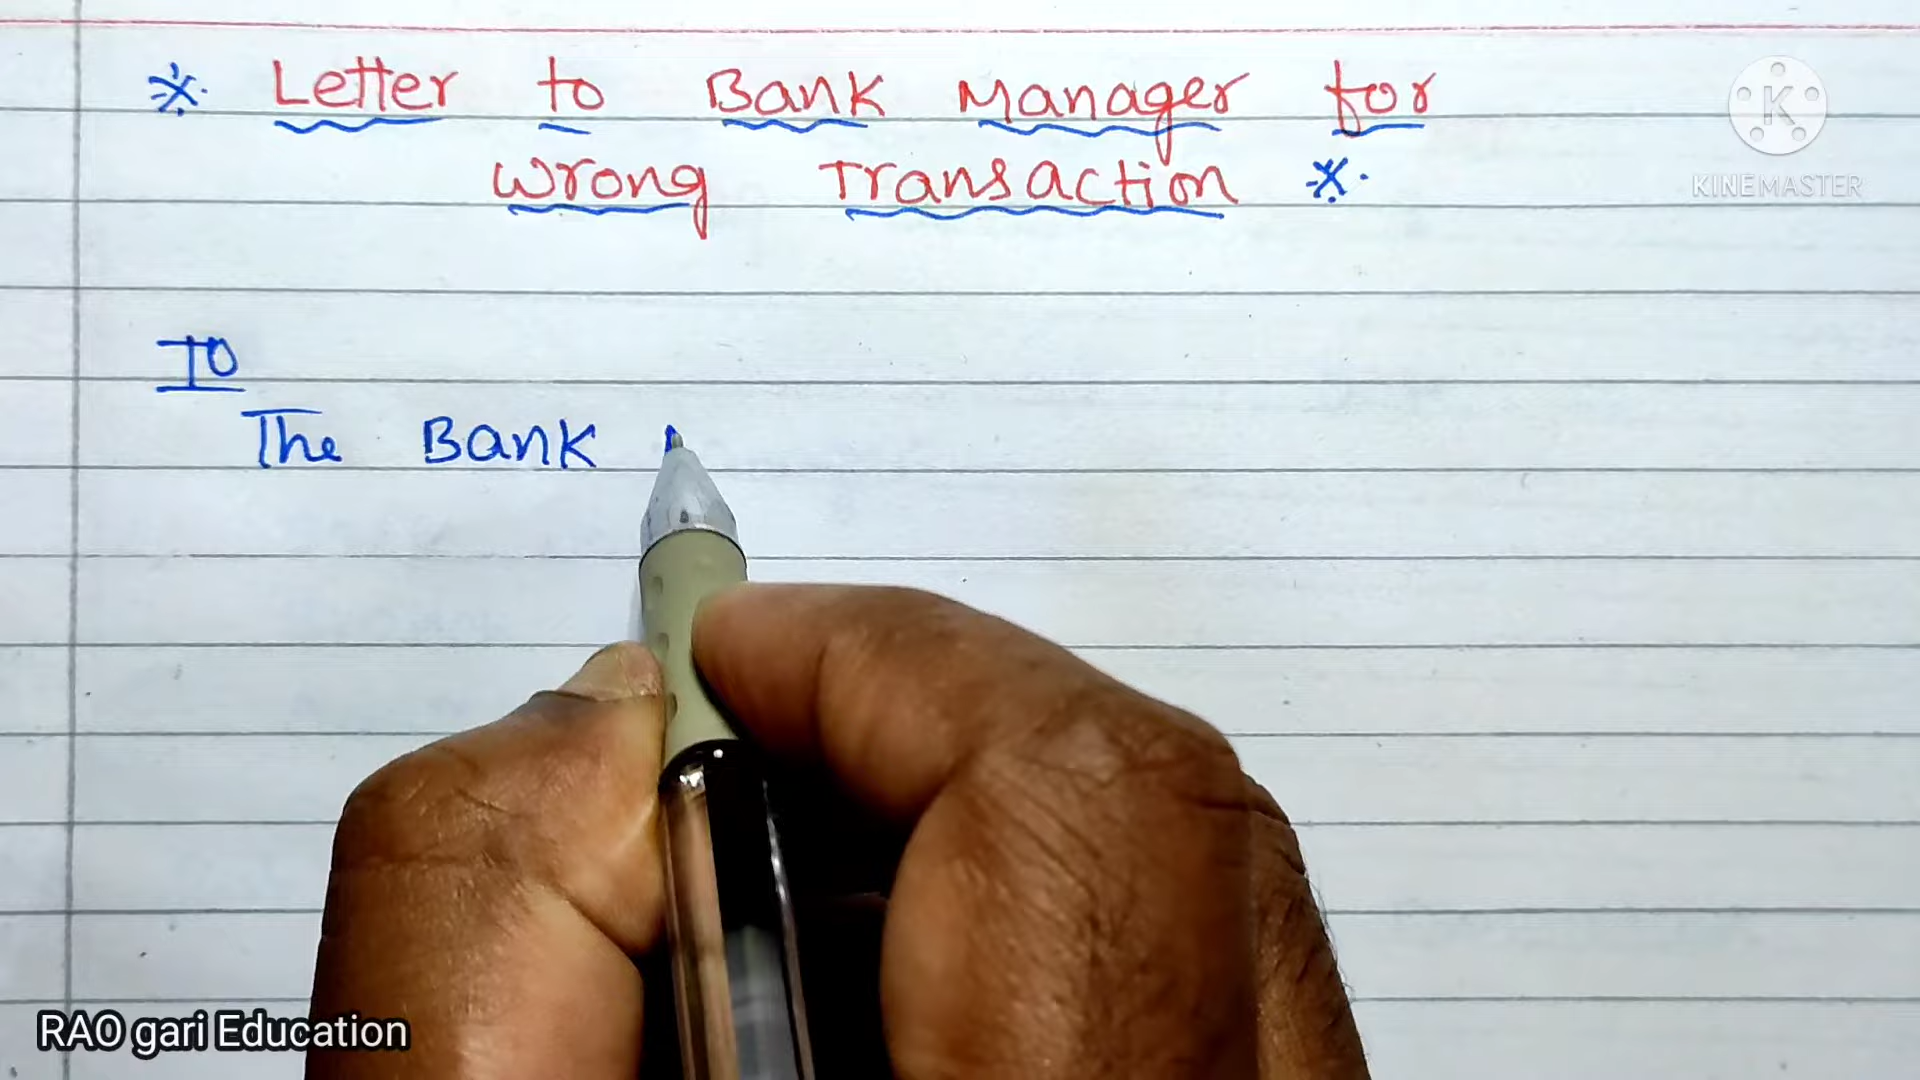 Letter to Bank Manager for
Wrong Transaction
KINEMASTER
To
The Bank
RAO gari Education